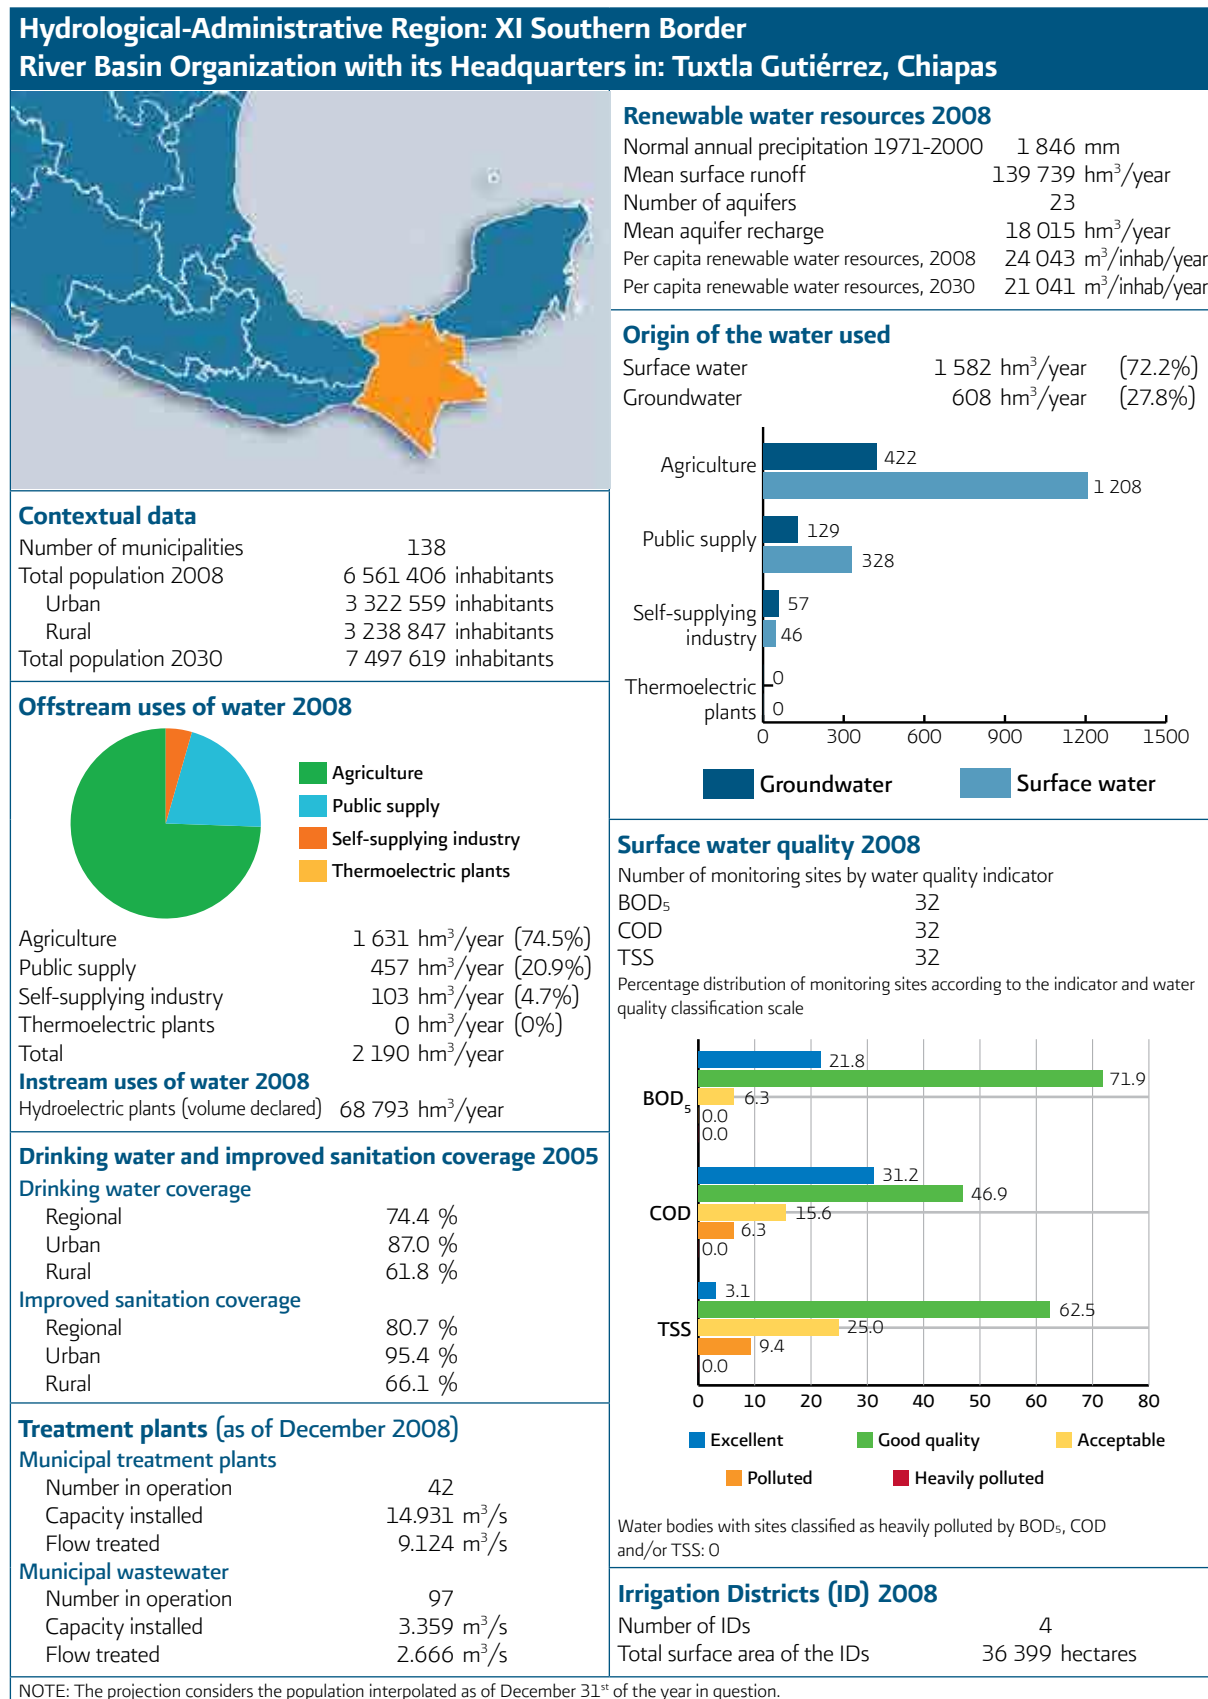 Hydrological-Administrative Region: XI Southern Border
River Basin Organization with its Headquarters in: Tuxtla Gutiérrez, Chiapas
Contextual data
Number of municipalities 138
Total population 2008 6 561 406 inhabitants
Urban 3 322 559 inhabitants
Rural 3 238 847 inhabitants
Total population 2030 7 497 619 inhabitants
Offstream uses of water 2008
Agriculture
Public supply
Self-supplying industry
Thermoelectric plants
Agriculture 1 631 hm³/year (74.5%)
Public supply 457 hm³/year (20.9%)
Self-supplying industry 103 hm³/year (4.7%)
Thermoelectric plants 0 hm³/year (0%)
Total 2 190 hm³/year
Instream uses of water 2008
Hydroelectric plants (volume declared) 68 793 hm³/year
Drinking water and improved sanitation coverage 2005
Drinking water coverage
Regional 74.4 %
Urban 87.0 %
Rural 61.8 %
Improved sanitation coverage
Regional 80.7 %
Urban 95.4 %
Rural 66.1 %
Treatment plants (as of December 2008)
Municipal treatment plants
Number in operation 42
Capacity installed 14.931 m³/s
Flow treated 9.124 m³/s
Municipal wastewater
Number in operation 97
Capacity installed 3.359 m³/s
Flow treated 2.666 m³/s
Renewable water resources 2008
Normal annual precipitation 1971-2000 1 846 mm
Mean surface runoff 139 739 hm³/year
Number of aquifers 23
Mean aquifer recharge 18 015 hm³/year
Per capita renewable water resources, 2008 24 043 m³/inhab/year
Per capita renewable water resources, 2030 21 041 m³/inhab/year
Origin of the water used
Surface water 1 582 hm³/year (72.2%)
Groundwater 608 hm³/year (27.8%)
Agriculture 422
1 208
Public supply 129
328
Self-supplying 57
industry 46
Thermoelectric 0
plants 0
0 300 600 900 1200 1500
Groundwater Surface water
Surface water quality 2008
Number of monitoring sites by water quality indicator
BOD₅ 32
COD 32
TSS 32
Percentage distribution of monitoring sites according to the indicator and water
quality classification scale
21.8
71.9
BOD₅ 6.3
0.0
0.0
31.2
46.9
COD 15.6
6.3
0.0
3.1
62.5
TSS 25.0
9.4
0.0
0 10 20 30 40 50 60 70 80
Excellent Good quality Acceptable
Polluted Heavily polluted
Water bodies with sites classified as heavily polluted by BOD₅, COD
and/or TSS: 0
Irrigation Districts (ID) 2008
Number of IDs 4
Total surface area of the IDs 36 399 hectares
NOTE: The projection considers the population interpolated as of December 31st of the year in question.